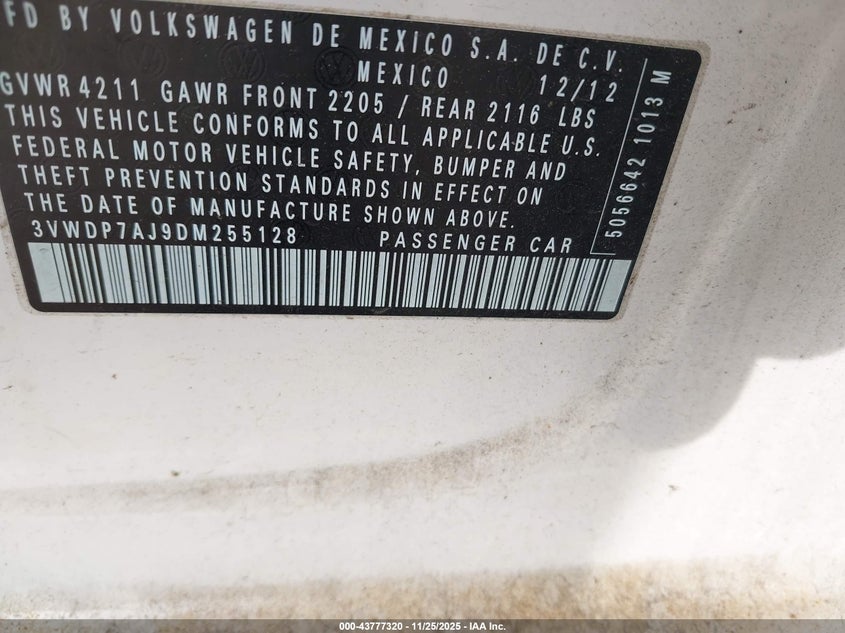 FD BY VOLKSWAGEN DE MEXICO S.A. DE C.V.
MEXICO 12/12
GVWR 4211 GAWR FRONT 2205 / REAR 2116 LBS
THIS VEHICLE CONFORMS TO ALL APPLICABLE U.S.
FEDERAL MOTOR VEHICLE SAFETY, BUMPER AND
THEFT PREVENTION STANDARDS IN EFFECT ON
THE DATE OF MANUFACTURE SHOWN ABOVE.
3VWDP7AJ9DM255128 PASSENGER CAR
5056642 1013 M
000-43777320 - 11/25/2025 - IAA Inc.